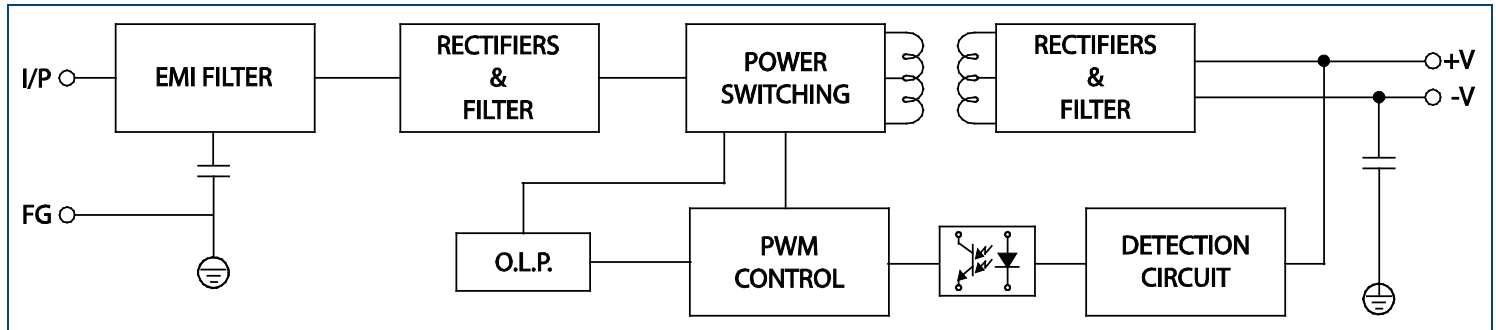 I/P
EMI FILTER
RECTIFIERS
&
FILTER
POWER
SWITCHING
RECTIFIERS
&
FILTER
+V
-V
FG
O.L.P.
PWM
CONTROL
DETECTION
CIRCUIT